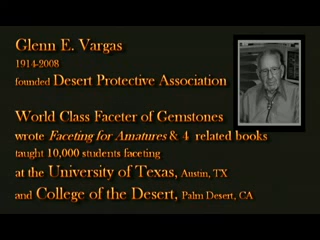 Glenn E. Vargas
1914-2008
founded Desert Protective Association
World Class Faceter of Gemstones
wrote Faceting for Amatures & 4 related books
taught 10,000 students faceting
at the University of Texas, Austin, TX
and College of the Desert, Palm Desert, CA